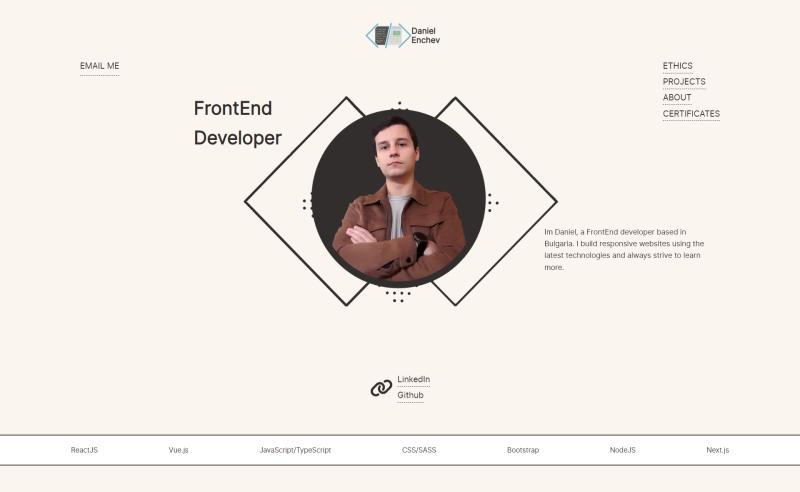 Daniel
Enchev
EMAIL ME
ETHICS
PROJECTS
ABOUT
CERTIFICATES
FrontEnd
Developer
Im Daniel, a FrontEnd developer based in
Bulgaria. I build responsive websites using the
latest technologies and always strive to learn
more.
LinkedIn
Github
ReactJS Vue.js JavaScript/TypeScript CSS/SASS Bootstrap NodeJS Next.js